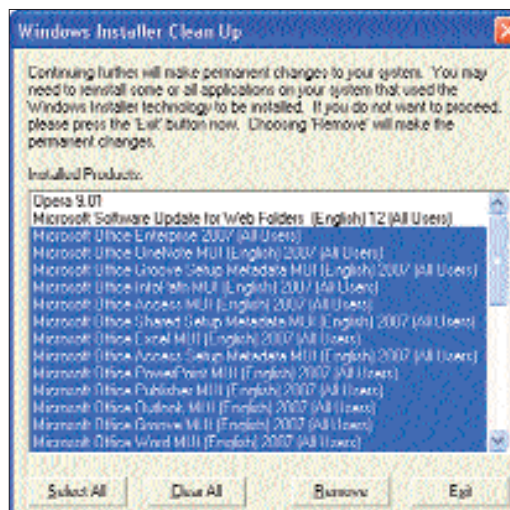 Windows Installer Clean Up
Continuing further will make permanent changes to your system. You may
need to reinstall some or all applications on your system that used the
Windows Installer technology to be installed. If you do not want to proceed,
please press the 'Exit' button now. Choosing 'Remove' will make the
permanent changes.
Installed Products:
Opera 9.01
Microsoft Software Update for Web Folders (English) 12 (All Users)
Microsoft Office Enterprise 2007 (All Users)
Microsoft Office OneNote MUI (English) 2007 (All Users)
Microsoft Office Groove Setup Metadata MUI (English) 2007 (All Users)
Microsoft Office InfoPath MUI (English) 2007 (All Users)
Microsoft Office Access MUI (English) 2007 (All Users)
Microsoft Office Shared Setup Metadata MUI (English) 2007 (All Users)
Microsoft Office Excel MUI (English) 2007 (All Users)
Microsoft Office Access Setup Metadata MUI (English) 2007 (All Users)
Microsoft Office PowerPoint MUI (English) 2007 (All Users)
Microsoft Office Publisher MUI (English) 2007 (All Users)
Microsoft Office Outlook MUI (English) 2007 (All Users)
Microsoft Office Groove MUI (English) 2007 (All Users)
Microsoft Office Word MUI (English) 2007 (All Users)
Select All Clear All Remove Exit